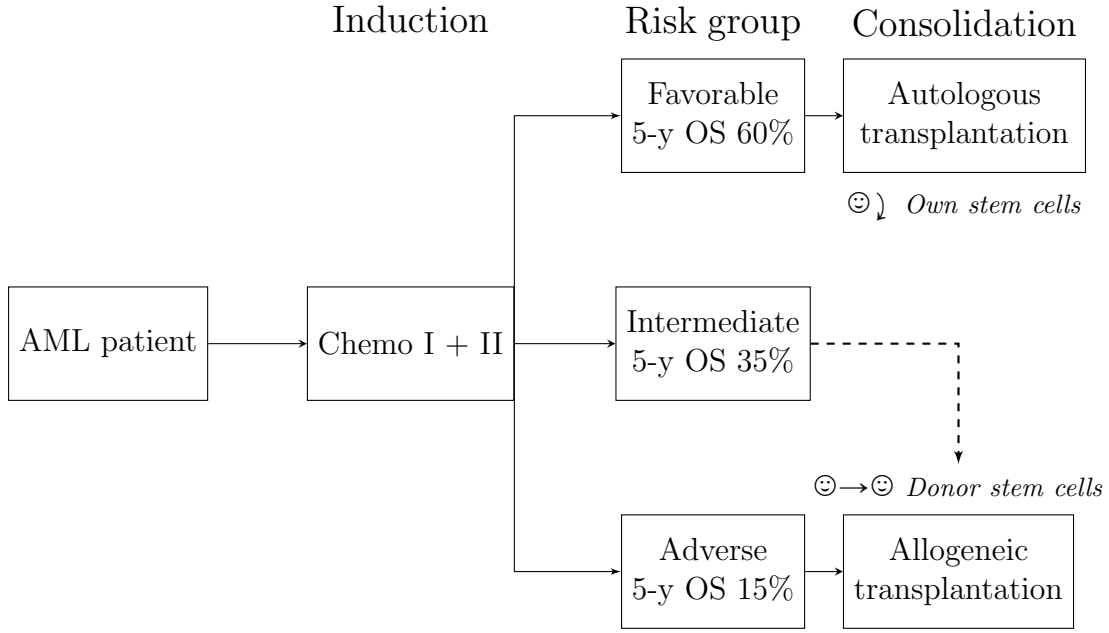 Induction
Risk group
Consolidation
Favorable
5-y OS 60%
Autologous
transplantation
Own stem cells
AML patient
Chemo I + II
Intermediate
5-y OS 35%
Donor stem cells
Adverse
5-y OS 15%
Allogeneic
transplantation